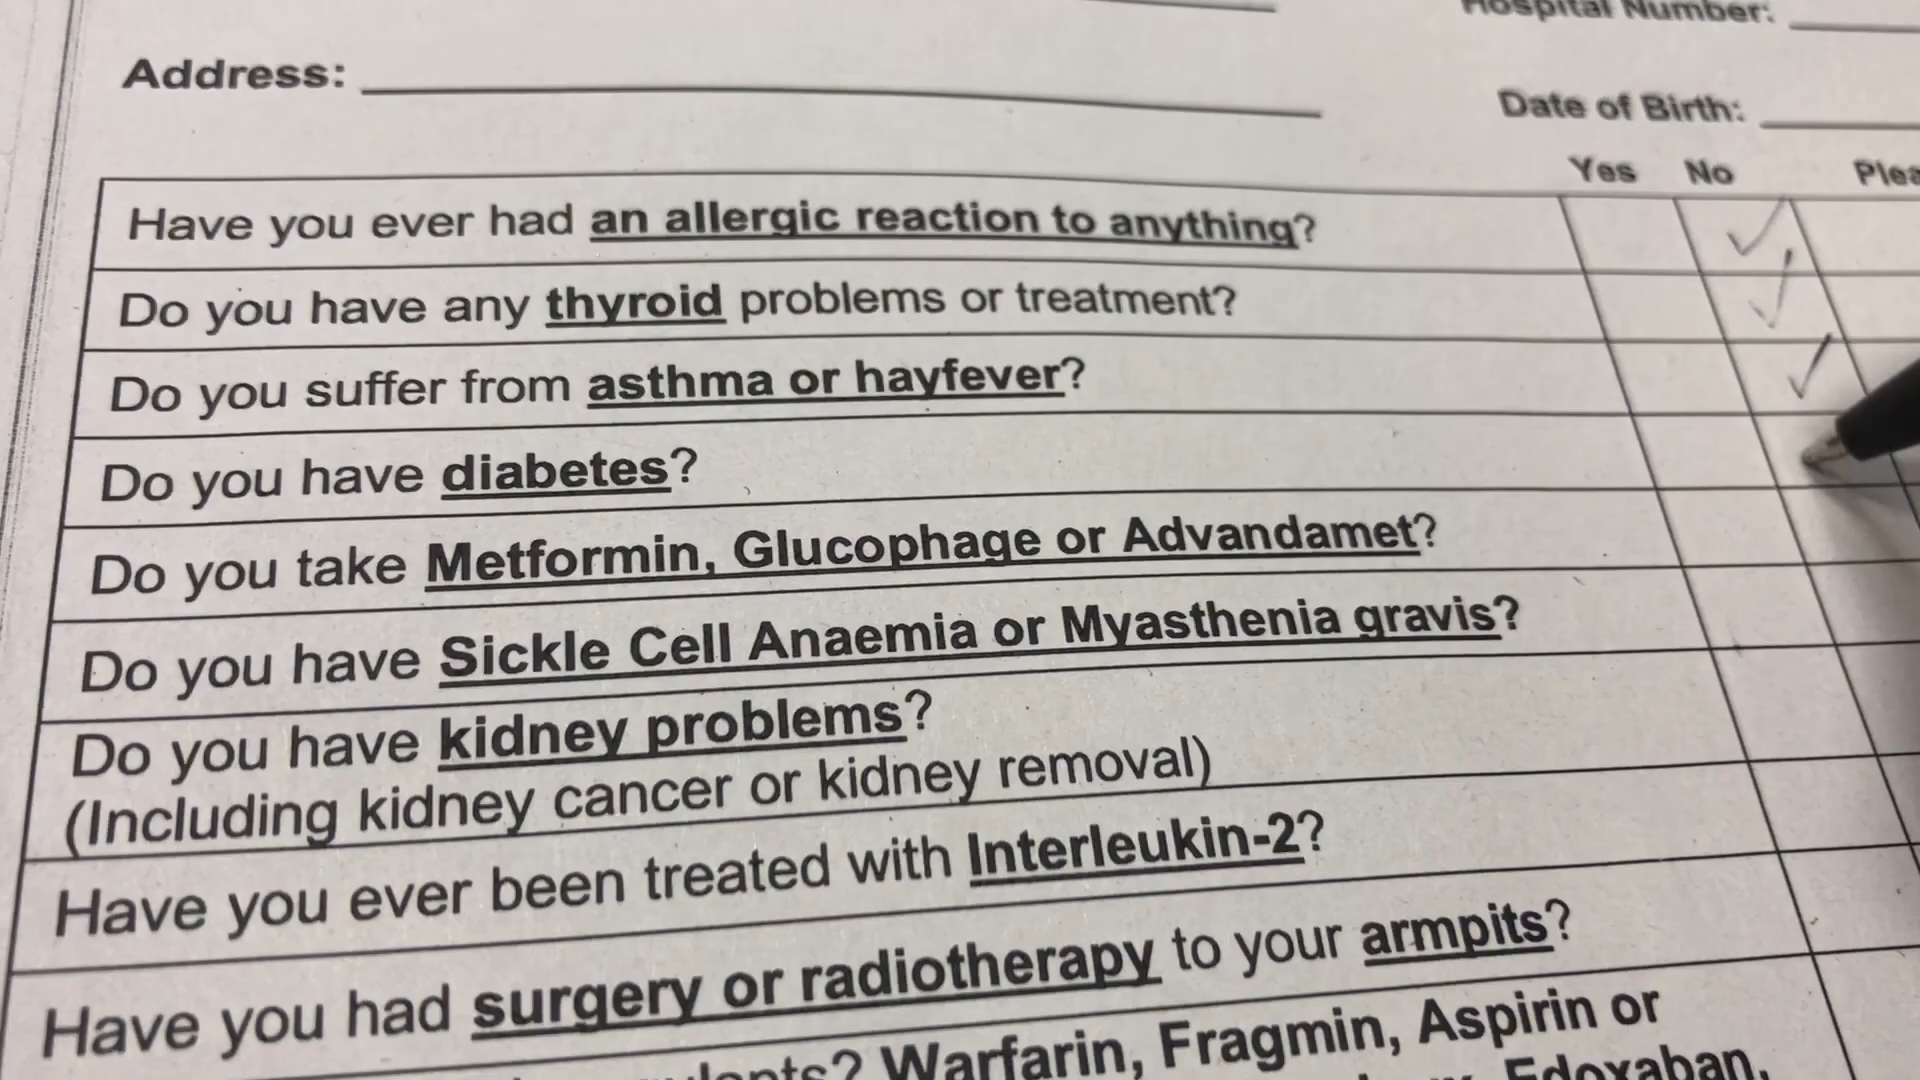 Hospital Number:
Address:
Date of Birth:
Yes No
Have you ever had an allergic reaction to anything?
Do you have any thyroid problems or treatment?
Do you suffer from asthma or hayfever?
Do you have diabetes?
Do you take Metformin, Glucophage or Advandamet?
Do you have Sickle Cell Anaemia or Myasthenia gravis?
Do you have kidney problems?
(Including kidney cancer or kidney removal)
Have you ever been treated with Interleukin-2?
Have you had surgery or radiotherapy to your armpits?
Warfarin, Fragmin, Aspirin or
Edoxaban,